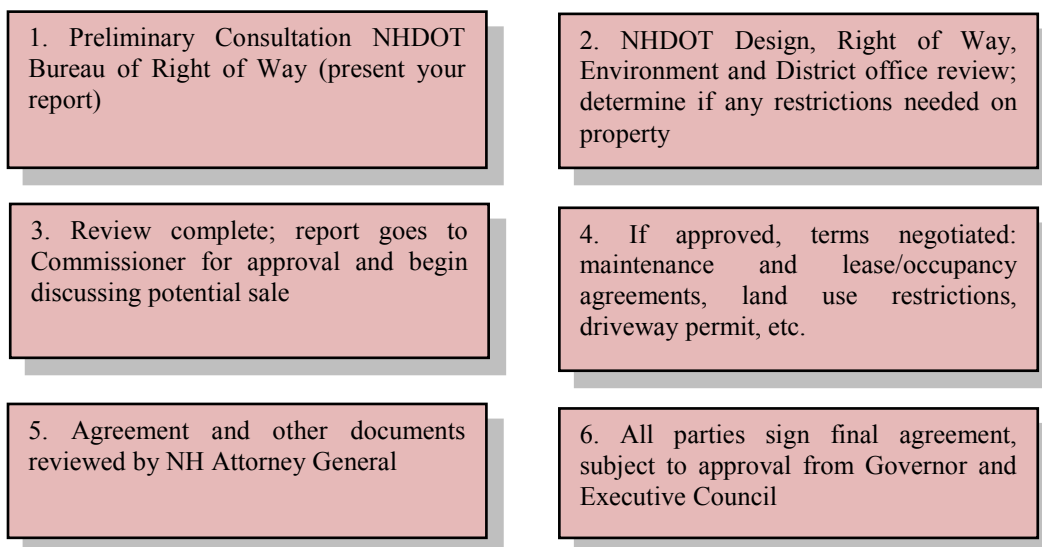 1. Preliminary Consultation NHDOT
Bureau of Right of Way (present your
report)
2. NHDOT Design, Right of Way,
Environment and District office review;
determine if any restrictions needed on
property
3. Review complete; report goes to
Commissioner for approval and begin
discussing potential sale
4. If approved, terms negotiated:
maintenance and lease/occupancy
agreements, land use restrictions,
driveway permit, etc.
5. Agreement and other documents
reviewed by NH Attorney General
6. All parties sign final agreement,
subject to approval from Governor and
Executive Council